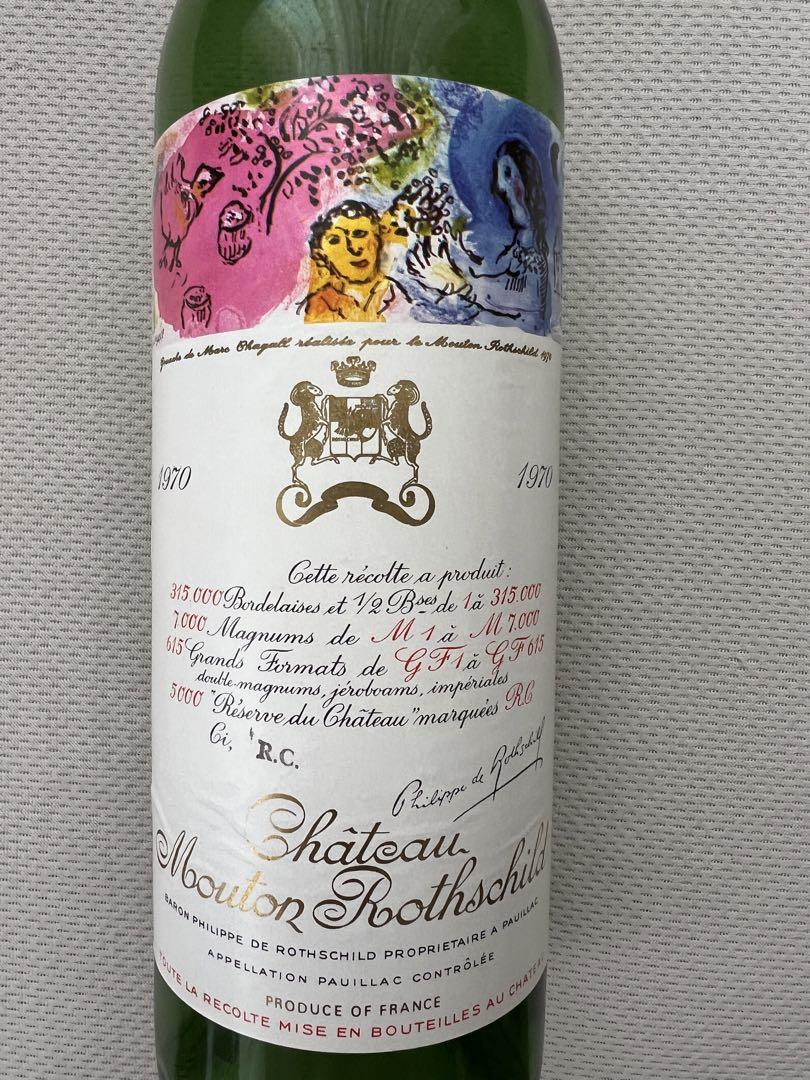 Gouache de Marc Chagall réalisée pour le Mouton Rothschild 1970
1970 1970
Cette récolte a produit :
315.000 Bordelaises et 1/2 Bses de 1 à 315.000
7.000 Magnums de M 1 à M 7.000
615 Grands Formats de GF 1 à GF 615
double-magnums, jéroboams, impériales
5000 "Réserve du Château" marquées R.C.
Ci, R.C.
Philippe de Rothschild
Château
Mouton Rothschild
BARON PHILIPPE DE ROTHSCHILD PROPRIETAIRE A PAUILLAC
APPELLATION PAUILLAC CONTRÔLÉE
TOUTE LA RECOLTE MISE EN BOUTEILLES AU CHATEAU
PRODUCE OF FRANCE